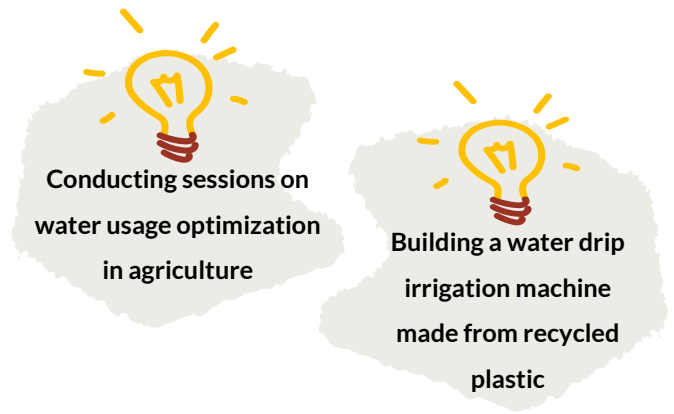 Conducting sessions on
water usage optimization
in agriculture
Building a water drip
irrigation machine
made from recycled
plastic